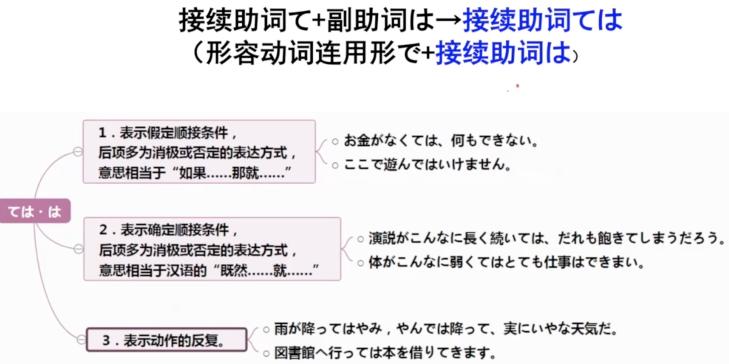 接续助词て+副助词は→接续助词ては
（形容动词连用形で+接续助词は）
1．表示假定顺接条件，
后项多为消极或否定的表达方式，
意思相当于“如果……那就……”
お金がなくては、何もできない。
ここで遊んではいけません。
ては・は
2．表示确定顺接条件，
后项多为消极或否定的表达方式，
意思相当于汉语的“既然……就……”
演説がこんなに長く続いては、だれも飽きてしまうだろう。
体がこんなに弱くてはとても仕事はできまい。
3．表示动作的反复。
雨が降ってはやみ，やんでは降って、実にいやな天気だ。
図書館へ行っては本を借りてきます。